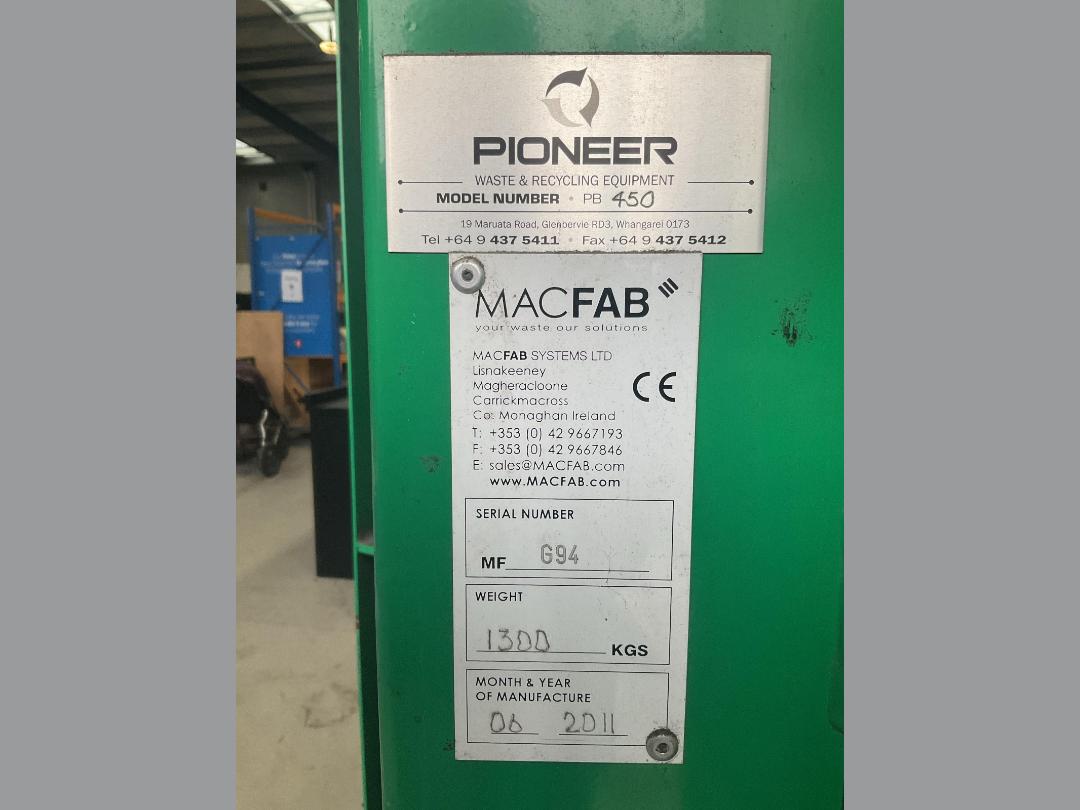 PIONEER
WASTE & RECYCLING EQUIPMENT
MODEL NUMBER • PB 450
19 Maruata Road, Glenbervie RD3, Whangarei 0173
Tel +64 9 437 5411 • Fax +64 9 437 5412
MACFAB
your waste our solutions
MACFAB SYSTEMS LTD
Lisnakeeney
Magheracloone
Carrickmacross
Co: Monaghan Ireland
CE
T: +353 (0) 42 9667193
F: +353 (0) 42 9667846
E: sales@MACFAB.com
www.MACFAB.com
SERIAL NUMBER
MF G94
WEIGHT
1300 KGS
MONTH & YEAR
OF MANUFACTURE
06 2011